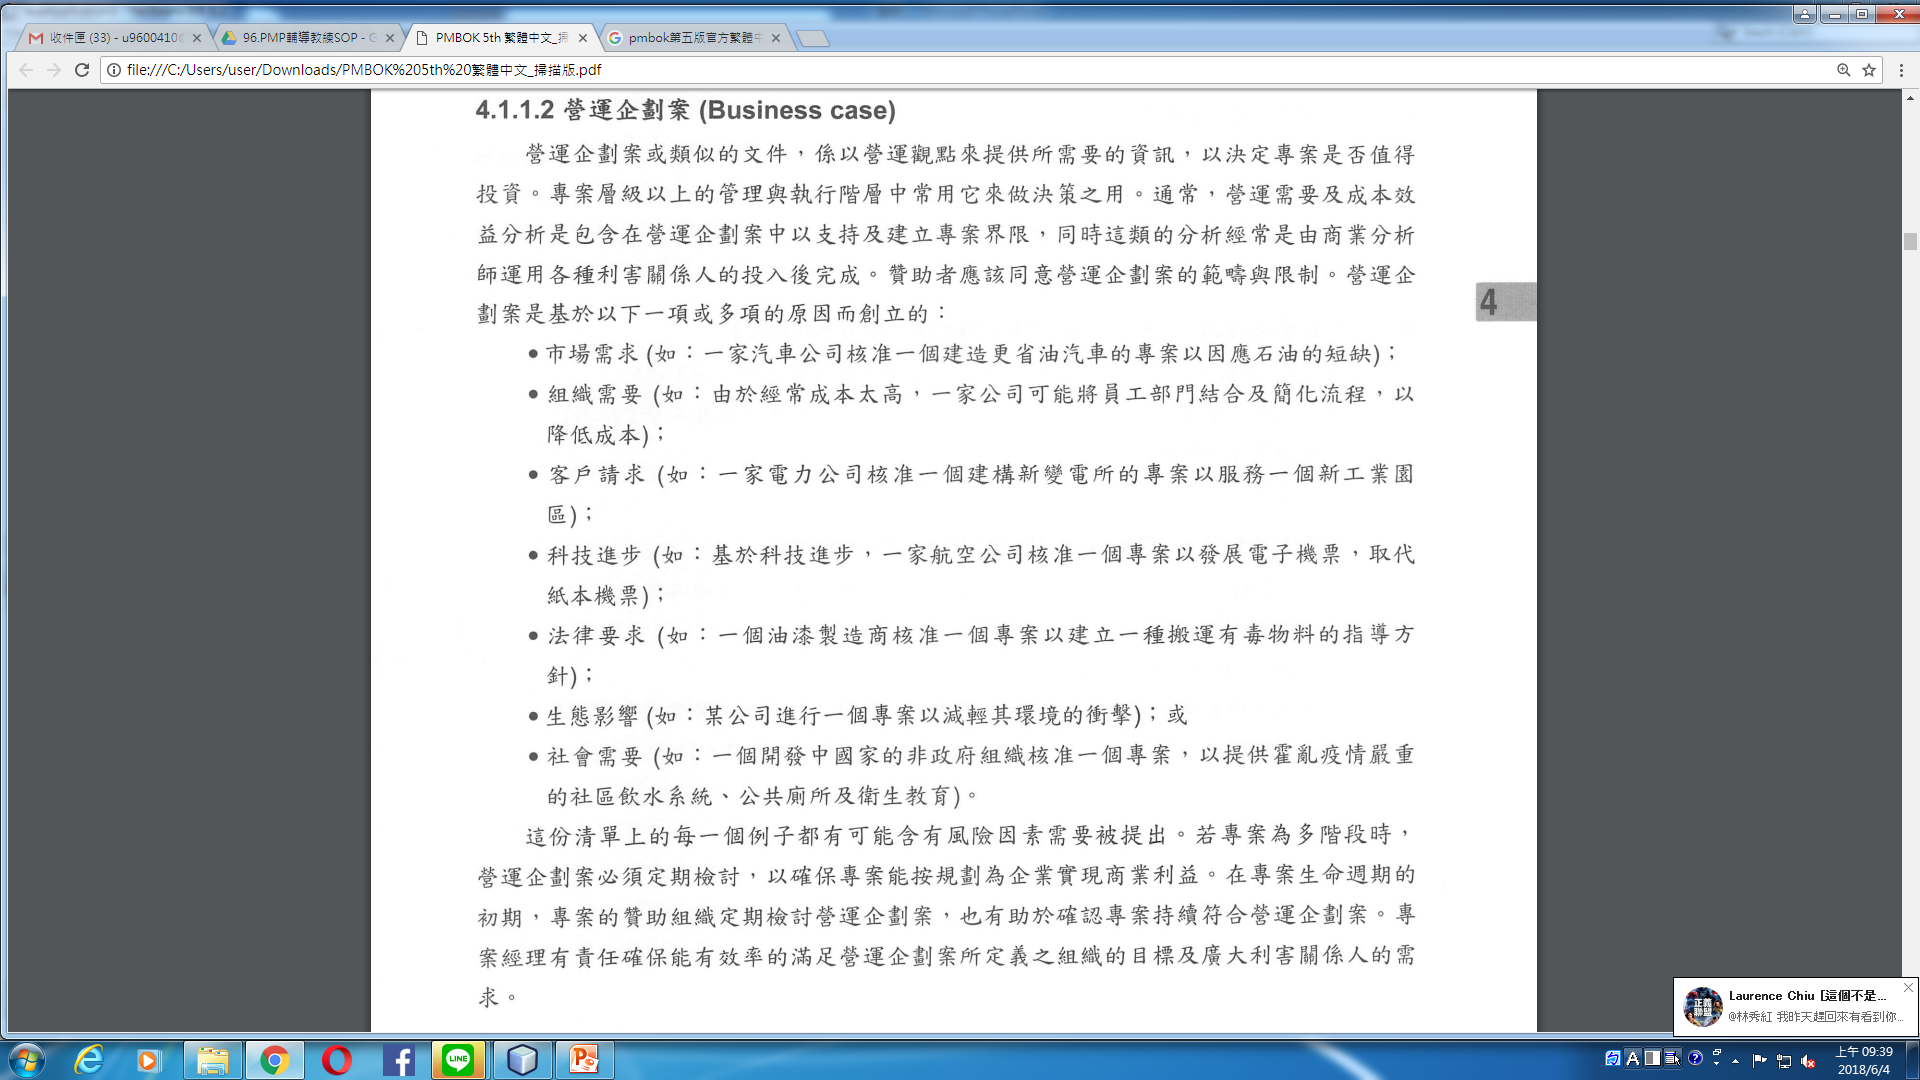 收件匣 (33) - u9600410
96.PMP輔導教練SOP - G
PMBOK 5th 繁體中文_掃
pmbok第五版官方繁體中
file:///C:/Users/user/Downloads/PMBOK%205th%20繁體中文_掃描版.pdf
4.1.1.2 營運企劃案 (Business case)
營運企劃案或類似的文件，係以營運觀點來提供所需要的資訊，以決定專案是否值得
投資。專案層級以上的管理與執行階層中常用它來做決策之用。通常，營運需要及成本效
益分析是包含在營運企劃案中以支持及建立專案界限，同時這類的分析經常是由商業分析
師運用各種利害關係人的投入後完成。贊助者應該同意營運企劃案的範疇與限制。營運企
劃案是基於以下一項或多項的原因而創立的：
4
● 市場需求 (如：一家汽車公司核准一個建造更省油汽車的專案以因應石油的短缺)；
● 組織需要 (如：由於經常成本太高，一家公司可能將員工部門結合及簡化流程，以
降低成本)；
● 客戶請求 (如：一家電力公司核准一個建構新變電所的專案以服務一個新工業園
區)；
● 科技進步 (如：基於科技進步，一家航空公司核准一個專案以發展電子機票，取代
紙本機票)；
● 法律要求 (如：一個油漆製造商核准一個專案以建立一種搬運有毒物料的指導方
針)；
● 生態影響 (如：某公司進行一個專案以減輕其環境的衝擊)；或
● 社會需要 (如：一個開發中國家的非政府組織核准一個專案，以提供霍亂疫情嚴重
的社區飲水系統、公共廁所及衛生教育)。
這份清單上的每一個例子都有可能含有風險因素需要被提出。若專案為多階段時，
營運企劃案必須定期檢討，以確保專案能按規劃為企業實現商業利益。在專案生命週期的
初期，專案的贊助組織定期檢討營運企劃案，也有助於確認專案持續符合營運企劃案。專
案經理有責任確保能有效率的滿足營運企劃案所定義之組織的目標及廣大利害關係人的需
求。
Laurence Chiu [這個不是...
@林秀紅 我昨天趕回來有看到你...
正義
聯盟
LINE
A
上午 09:39
2018/6/4